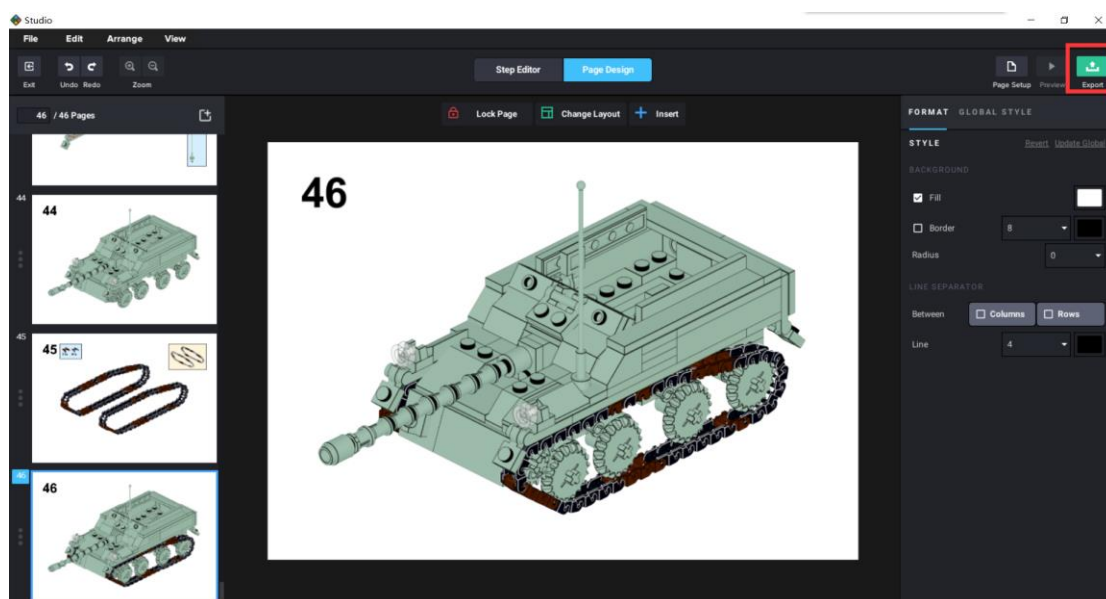 Studio
File Edit Arrange View
Exit Undo Redo Zoom
Step Editor Page Design
Page Setup Preview Export
46 / 46 Pages
Lock Page Change Layout Insert
FORMAT GLOBAL STYLE
STYLE Revert Update Global
BACKGROUND
Fill
Border 8
Radius 0
LINE SEPARATOR
Between Columns Rows
Line 4
44
44
45
45
46
46
46